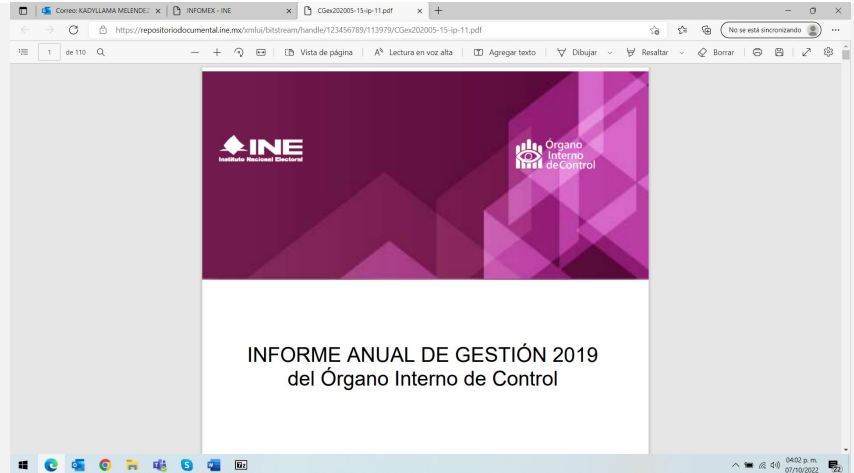 Correo: KADYLLAMA MELENDEZ
INFOMEX - INE
CGex202005-15-ip-11.pdf
https://repositoriodocumental.ine.mx/xmlui/bitstream/handle/123456789/113979/CGex202005-15-ip-11.pdf
No se está sincronizando
1 de 110
Vista de página
Lectura en voz alta
Agregar texto
Dibujar
Resaltar
Borrar
INE
Instituto Nacional Electoral
Órgano
Interno
de Control
INFORME ANUAL DE GESTIÓN 2019
del Órgano Interno de Control
04:02 p. m.
07/10/2022
22